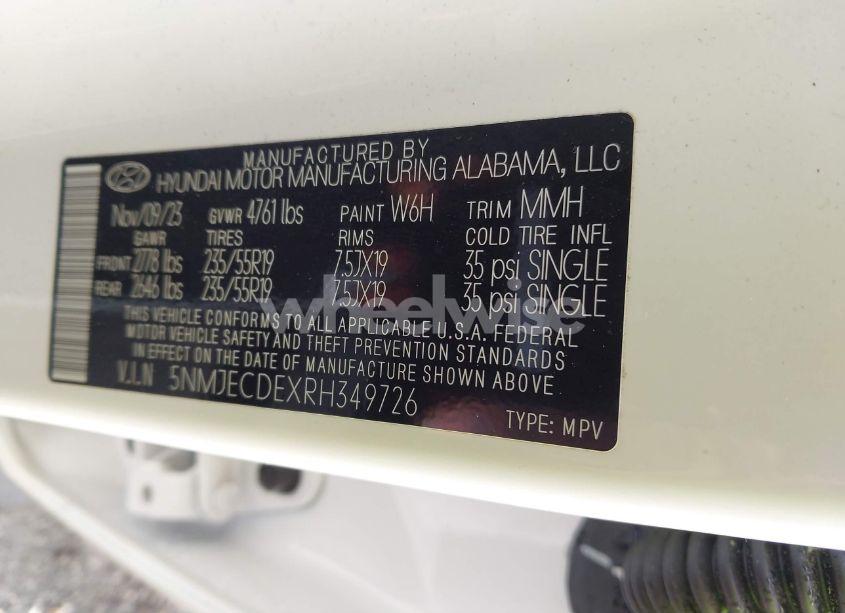 MANUFACTURED BY
HYUNDAI MOTOR MANUFACTURING ALABAMA, LLC
Nov/09/23 GVWR 4761 lbs PAINT W6H TRIM MMH
GAWR TIRES RIMS COLD TIRE INFL
FRONT 2778 lbs 235/55R19 7.5JX19 35 psi SINGLE
REAR 2646 lbs 235/55R19 7.5JX19 35 psi SINGLE
wheelwise
THIS VEHICLE CONFORMS TO ALL APPLICABLE U.S.A. FEDERAL
MOTOR VEHICLE SAFETY AND THEFT PREVENTION STANDARDS
IN EFFECT ON THE DATE OF MANUFACTURE SHOWN ABOVE.
V.I.N 5NMJECDEXRH349726
TYPE: MPV